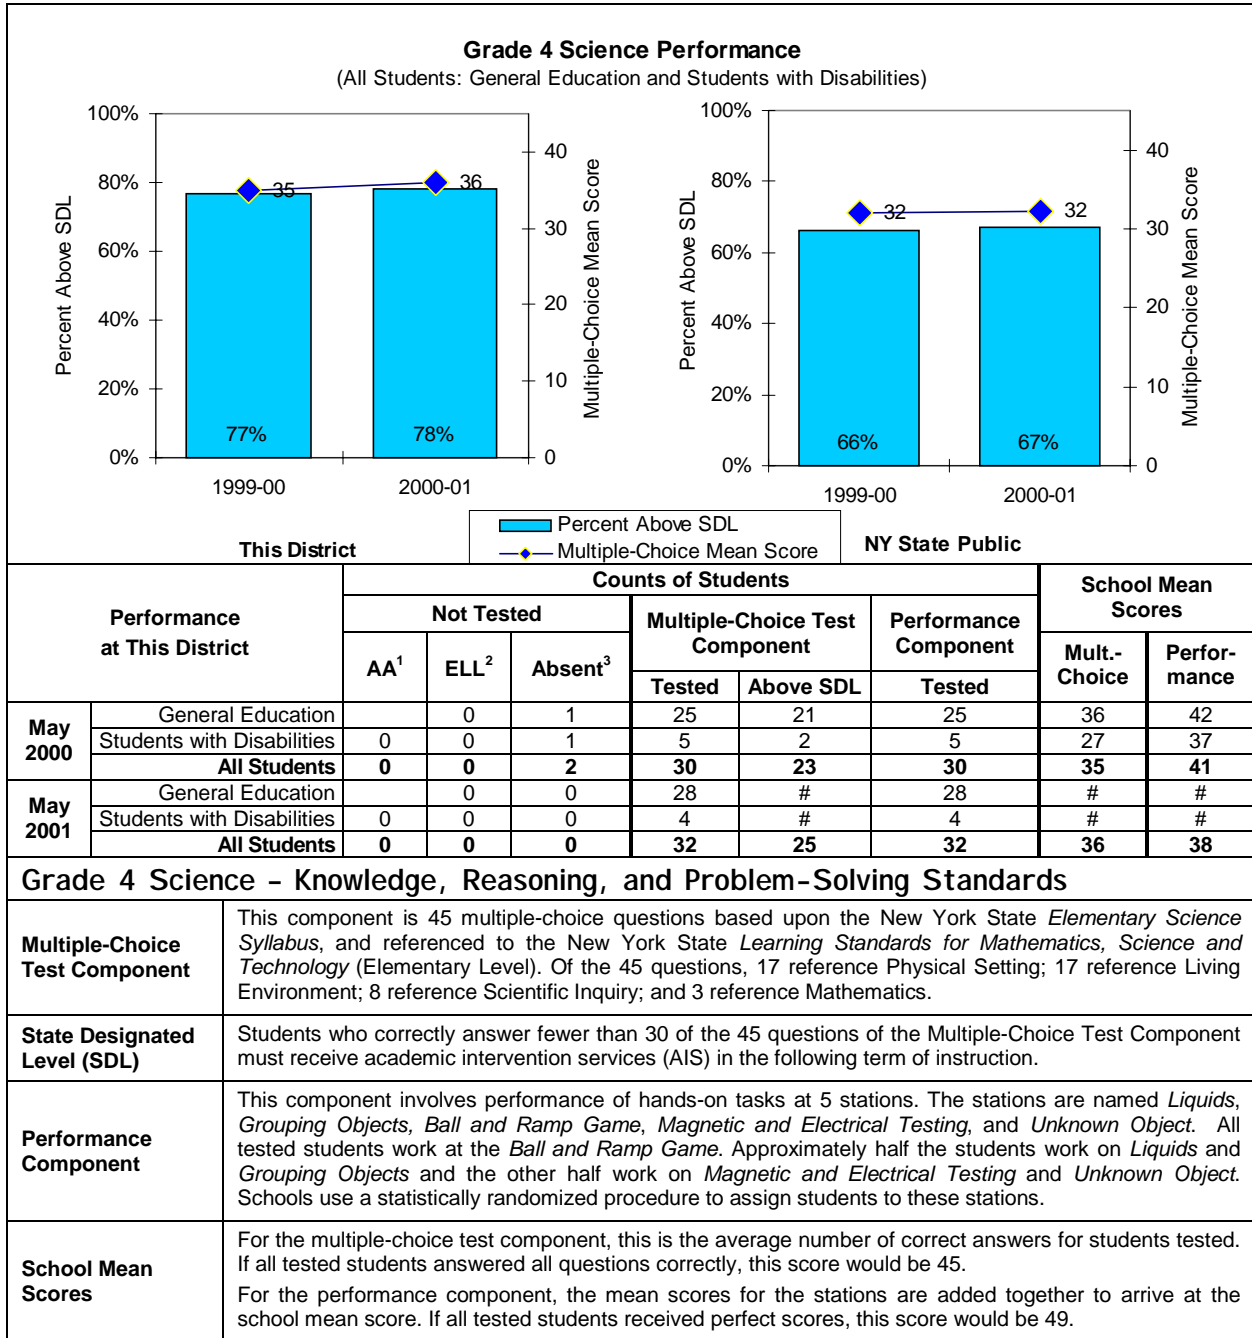 Grade 4 Science Performance
(All Students: General Education and Students with Disabilities)
100%
80%
60%
40%
20%
0%
Percent Above SDL
40
30
20
10
0
Multiple-Choice Mean Score
35
36
77%
78%
1999-00
2000-01
This District
100%
80%
60%
40%
20%
0%
Percent Above SDL
40
30
20
10
0
Multiple-Choice Mean Score
32
32
66%
67%
1999-00
2000-01
NY State Public
Percent Above SDL
Multiple-Choice Mean Score
Performance
at This District
Counts of Students
School Mean
Scores
Not Tested
Multiple-Choice Test
Component
Performance
Component
Mult.-
Choice
Perfor-
mance
AA1 ELL2 Absent3
Tested Above SDL Tested
May
2000
General Education 0 1 25 21 25 36 42
Students with Disabilities 0 0 1 5 2 5 27 37
All Students 0 0 2 30 23 30 35 41
May
2001
General Education 0 0 28 # 28 # #
Students with Disabilities 0 0 0 4 # 4 # #
All Students 0 0 0 32 25 32 36 38
Grade 4 Science – Knowledge, Reasoning, and Problem-Solving Standards
Multiple-Choice
Test Component
This component is 45 multiple-choice questions based upon the New York State Elementary Science
Syllabus, and referenced to the New York State Learning Standards for Mathematics, Science and
Technology (Elementary Level). Of the 45 questions, 17 reference Physical Setting; 17 reference Living
Environment; 8 reference Scientific Inquiry; and 3 reference Mathematics.
State Designated
Level (SDL)
Students who correctly answer fewer than 30 of the 45 questions of the Multiple-Choice Test Component
must receive academic intervention services (AIS) in the following term of instruction.
Performance
Component
This component involves performance of hands-on tasks at 5 stations. The stations are named Liquids,
Grouping Objects, Ball and Ramp Game, Magnetic and Electrical Testing, and Unknown Object. All
tested students work at the Ball and Ramp Game. Approximately half the students work on Liquids and
Grouping Objects and the other half work on Magnetic and Electrical Testing and Unknown Object.
Schools use a statistically randomized procedure to assign students to these stations.
School Mean
Scores
For the multiple-choice test component, this is the average number of correct answers for students tested.
If all tested students answered all questions correctly, this score would be 45.
For the performance component, the mean scores for the stations are added together to arrive at the
school mean score. If all tested students received perfect scores, this score would be 49.